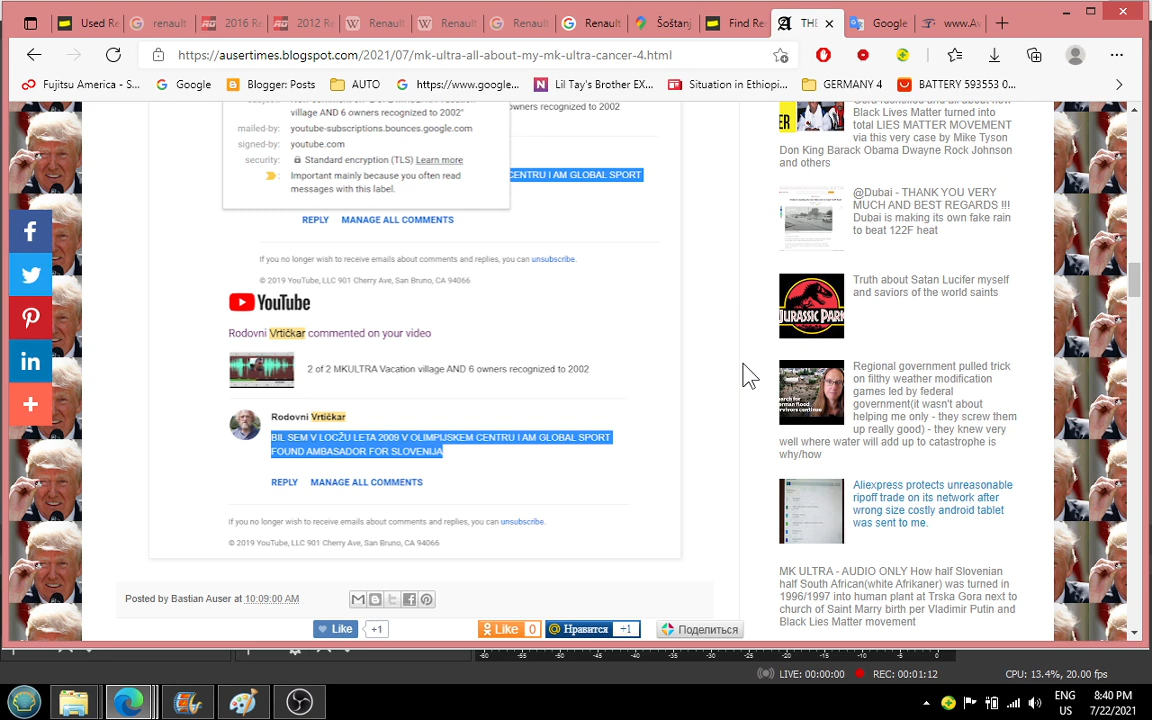 Used Re
renault
2016 Re
2012 Re
Renault
Renault
Renault
Renault
Šoštanj
Find Re
THE
Google
www.Av
https://ausertimes.blogspot.com/2021/07/mk-ultra-all-about-my-mk-ultra-cancer-4.html
Fujitsu America - S...
Google
Blogger: Posts
AUTO
https://www.google...
Lil Tay's Brother EX...
Situation in Ethiopi...
GERMANY 4
BATTERY 593553 0...
village AND 6 owners recognized to 2002"
owners recognized to 2002
mailed-by: youtube-subscriptions.bounces.google.com
signed-by: youtube.com
security: Standard encryption (TLS) Learn more
Important mainly because you often read
messages with this label.
CENTRU I AM GLOBAL SPORT
REPLY MANAGE ALL COMMENTS
If you no longer wish to receive emails about comments and replies, you can unsubscribe.
© 2019 YouTube, LLC 901 Cherry Ave, San Bruno, CA 94066
YouTube
Rodovni Vrtičkar commented on your video
2 of 2 MKULTRA Vacation village AND 6 owners recognized to 2002
Rodovni Vrtičkar
BIL SEM V LOCŽU LETA 2009 V OLIMPIJSKEM CENTRU I AM GLOBAL SPORT
FOUND AMBASADOR FOR SLOVENIJA
REPLY MANAGE ALL COMMENTS
If you no longer wish to receive emails about comments and replies, you can unsubscribe.
© 2019 YouTube, LLC 901 Cherry Ave, San Bruno, CA 94066
Posted by Bastian Auser at 10:09:00 AM
Like +1
Like 0
Нравится +1
Поделиться
Black Lives Matter turned into
total LIES MATTER MOVEMENT
via this very case by Mike Tyson
Don King Barack Obama Dwayne Rock Johnson
and others
@Dubai - THANK YOU VERY
MUCH AND BEST REGARDS !!!
Dubai is making its own fake rain
to beat 122F heat
Truth about Satan Lucifer myself
and saviors of the world saints
JURASSIC PARK
Regional government pulled trick
on filthy weather modification
games led by federal
government(it wasn't about
helping me only - they screw them
up really good) - they knew very
well where water will add up to catastrophe is
why/how
Aliexpress protects unreasonable
ripoff trade on its network after
wrong size costly android tablet
was sent to me.
MK ULTRA - AUDIO ONLY How half Slovenian
half South African(white Afrikaner) was turned in
1996/1997 into human plant at Trska Gora next to
church of Saint Marry birth per Vladimir Putin and
Black Lies Matter movement
-60 -55 -50 -45 -40 -35 -30 -25 -20 -15 -10 -5 0
LIVE: 00:00:00
REC: 00:01:12
CPU: 13.4%, 20.00 fps
ENG
US
8:40 PM
7/22/2021